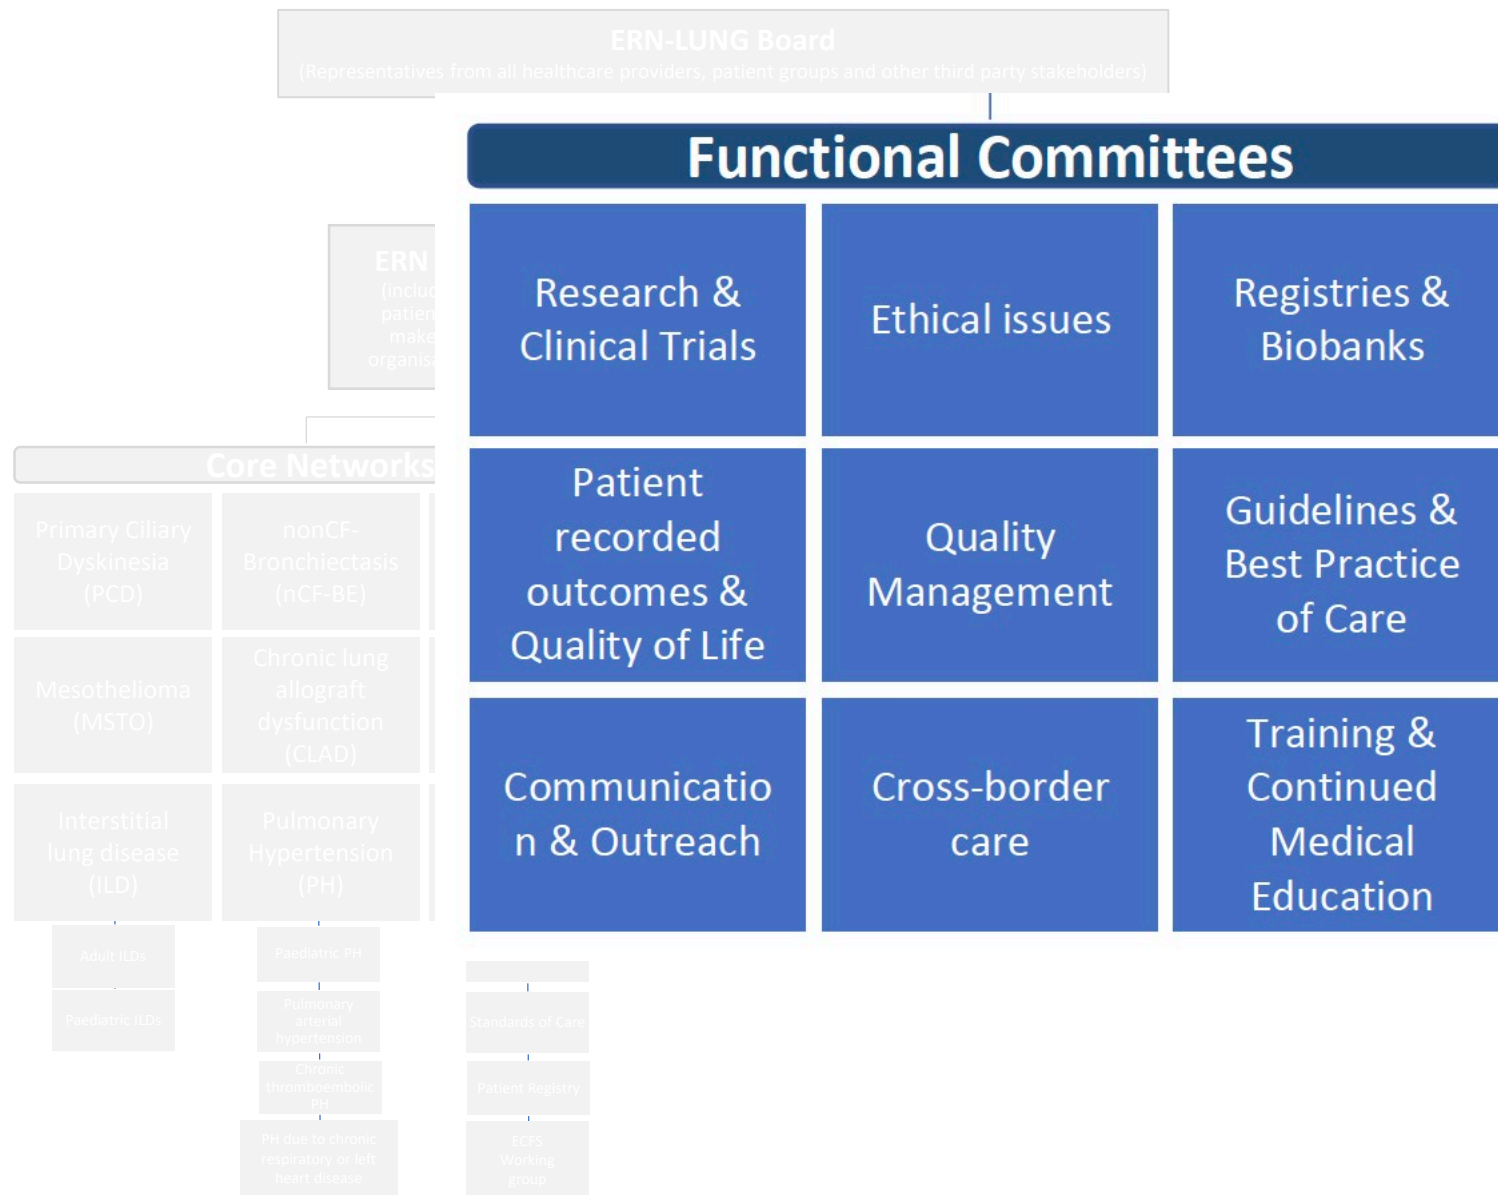 ERN-LUNG Board
(Representatives from all healthcare providers, patient groups and other third party stakeholders)
Functional Committees
Research &
Clinical Trials
Ethical issues
Registries &
Biobanks
Patient
recorded
outcomes &
Quality of Life
Quality
Management
Guidelines &
Best Practice
of Care
Communicatio
n & Outreach
Cross-border
care
Training &
Continued
Medical
Education
ERN
(includ
patien
make
organisa
Core Networks
Primary Ciliary
Dyskinesia
(PCD)
nonCF-
Bronchiectasis
(nCF-BE)
Mesothelioma
(MSTO)
Chronic lung
allograft
dysfunction
(CLAD)
Interstitial
lung disease
(ILD)
Pulmonary
Hypertension
(PH)
Adult ILDs
Paediatric ILDs
Paediatric PH
Pulmonary
arterial
hypertension
Chronic
thromboembolic
PH
PH due to chronic
respiratory or left
heart disease
Standards of Care
Patient Registry
ECFS
Working
group